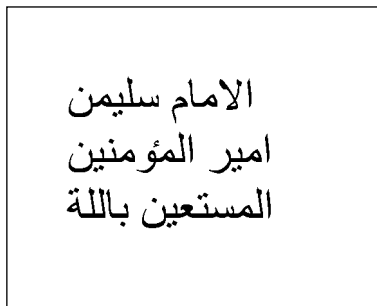 الامام سليمن
امير المؤمنين
المستعين باللة